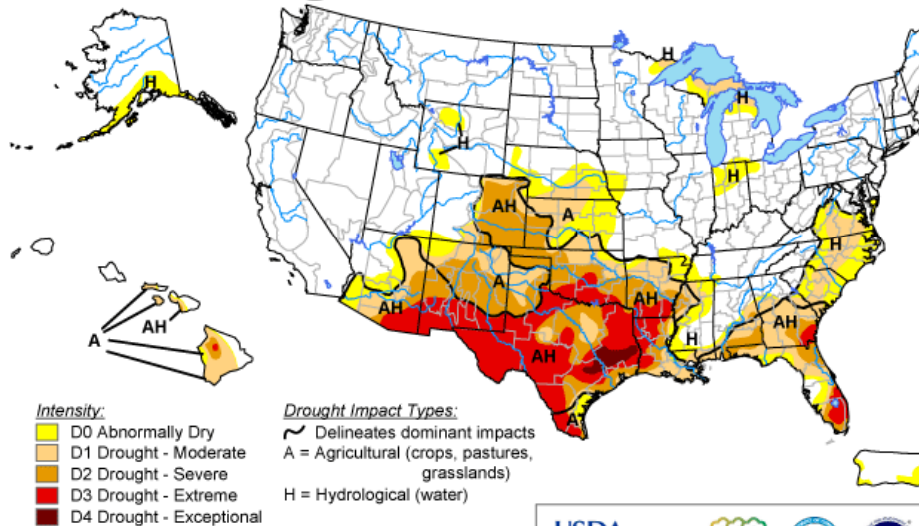 H
H
H
H
H
AH
A
H
A
AH
AH
AH
H
AH
A
AH
A
Intensity:
D0 Abnormally Dry
D1 Drought - Moderate
D2 Drought - Severe
D3 Drought - Extreme
D4 Drought - Exceptional
Drought Impact Types:
Delineates dominant impacts
A = Agricultural (crops, pastures,
grasslands)
H = Hydrological (water)
USDA